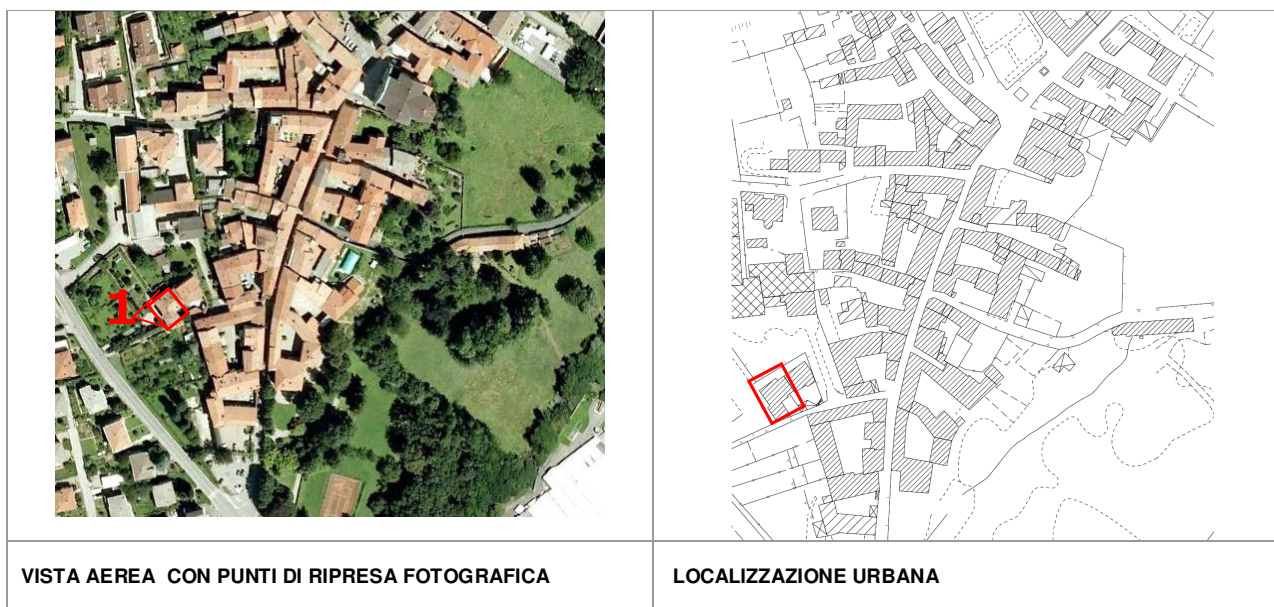 1
VISTA AEREA CON PUNTI DI RIPRESA FOTOGRAFICA
LOCALIZZAZIONE URBANA